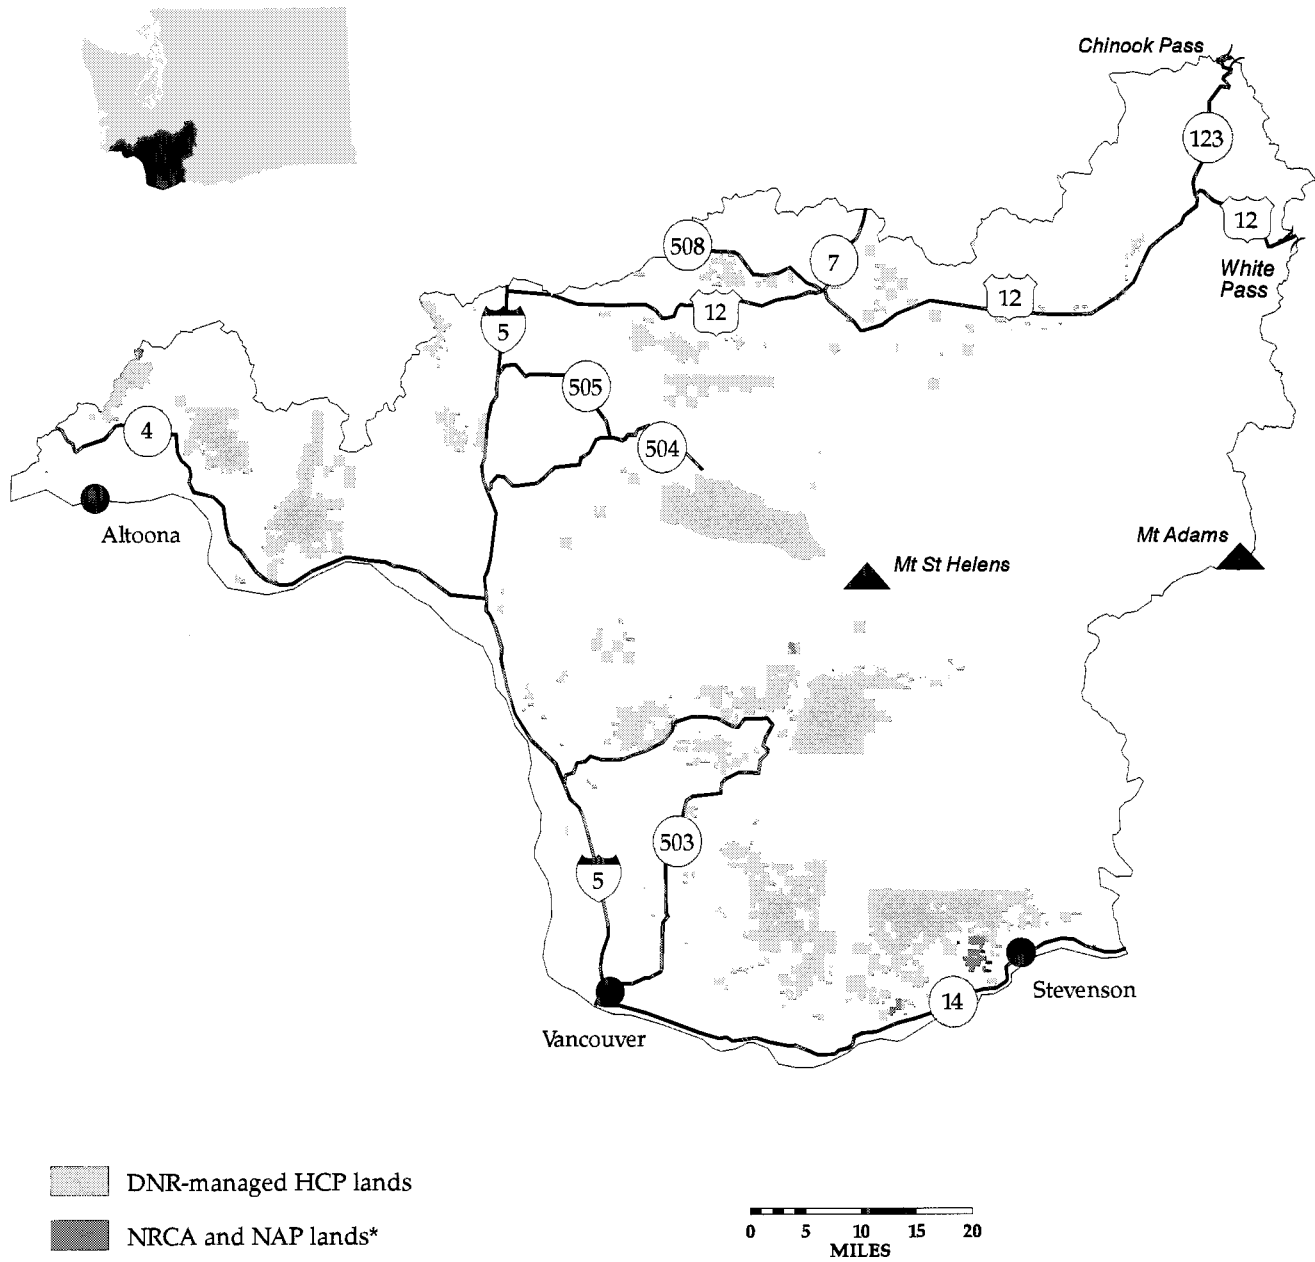 Chinook Pass
123
12
White
Pass
508
7
12
12
5
505
504
4
Altoona
Mt Adams
Mt St Helens
503
5
14
Stevenson
Vancouver
DNR-managed HCP lands
NRCA and NAP lands*
0 5 10 15 20
MILES